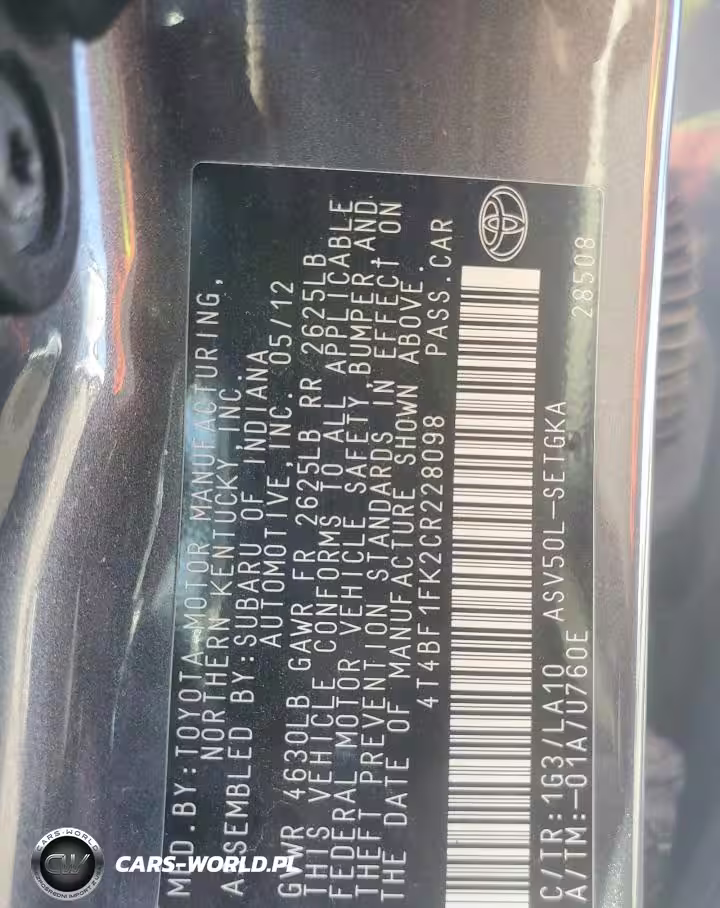 MFD.BY:TOYOTA MOTOR MANUFACTURING,
NORTHERN KENTUCKY INC.
ASSEMBLED BY:SUBARU OF INDIANA
AUTOMOTIVE,INC. 05/12
GVWR 4630LB GAWR FR 2625LB RR 2625LB
THIS VEHICLE CONFORMS TO ALL APPLICABLE
FEDERAL MOTOR VEHICLE SAFETY,BUMPER,AND
THEFT PREVENTION STANDARDS IN EFFECT ON
THE DATE OF MANUFACTURE SHOWN ABOVE.
4T4BF1FK2CR228098 PASS.CAR
C/TR:1G3/LA10 ASV50L-SETGKA
A/TM:-01A/U760E 28508
CARS-WORLD
CW
CARS-WORLD.PL